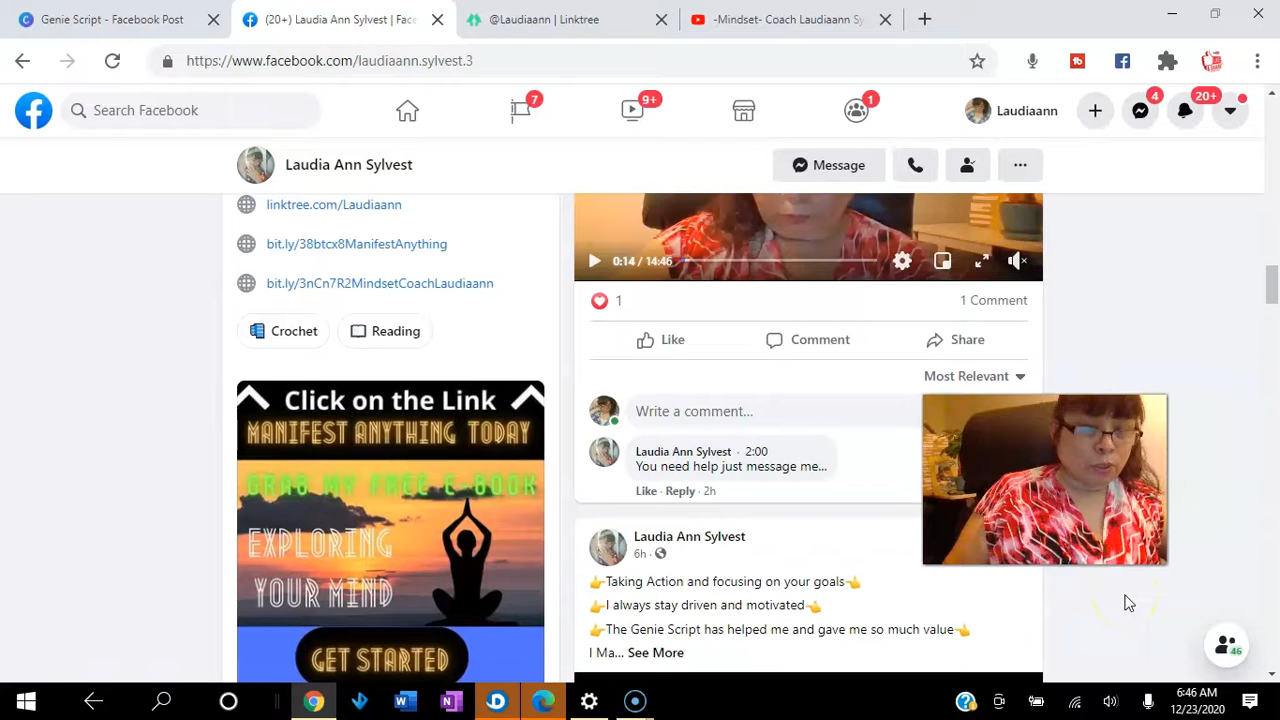 Genie Script - Facebook Post
(20+) Laudia Ann Sylvest | Fac
@Laudiaann | Linktree
-Mindset- Coach Laudiaann Sy
https://www.facebook.com/laudiaann.sylvest.3
Search Facebook
7
9+
1
Laudiaann
4
20+
Laudia Ann Sylvest
Message
linktree.com/Laudiaann
bit.ly/38btcx8ManifestAnything
bit.ly/3nCn7R2MindsetCoachLaudiaann
Crochet
Reading
Click on the Link
MANIFEST ANYTHING TODAY
GRAB MY FREE E-BOOK
EXPLORING
YOUR MIND
GET STARTED
0:14 / 14:46
1
1 Comment
Like
Comment
Share
Most Relevant
Write a comment...
Laudia Ann Sylvest · 2:00
You need help just message me...
Like · Reply · 2h
Laudia Ann Sylvest
6h ·
👉Taking Action and focusing on your goals👈
👉I always stay driven and motivated👈
👉The Genie Script has helped me and gave me so much value👈
I Ma... See More
46
6:46 AM
12/23/2020